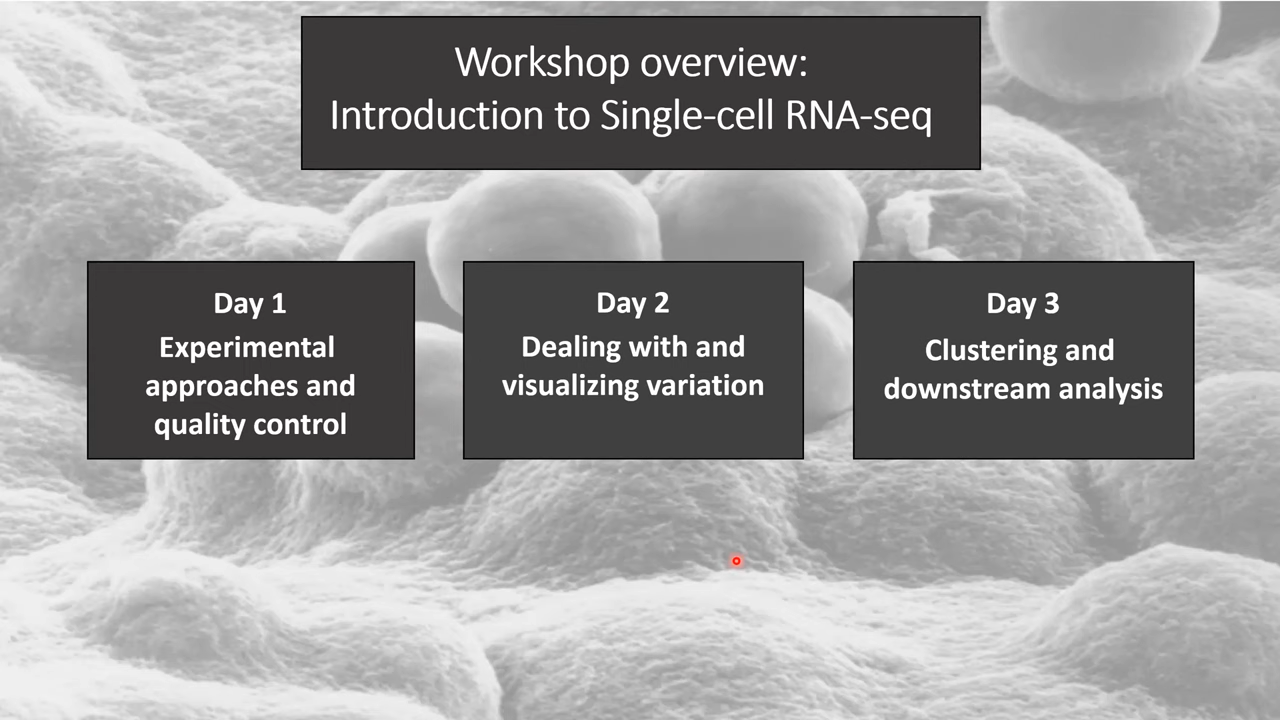 Workshop overview:
Introduction to Single-cell RNA-seq
Day 1
Experimental
approaches and
quality control
Day 2
Dealing with and
visualizing variation
Day 3
Clustering and
downstream analysis